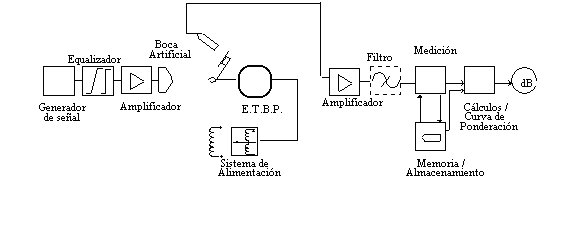 Boca
Artificial
Equalizador
Generador
de señal
Amplificador
E.T.B.P.
Sistema de
Alimentación
Amplificador
Filtro
Medición
dB
Cálculos /
Curva de
Ponderación
Memoria /
Almacenamiento